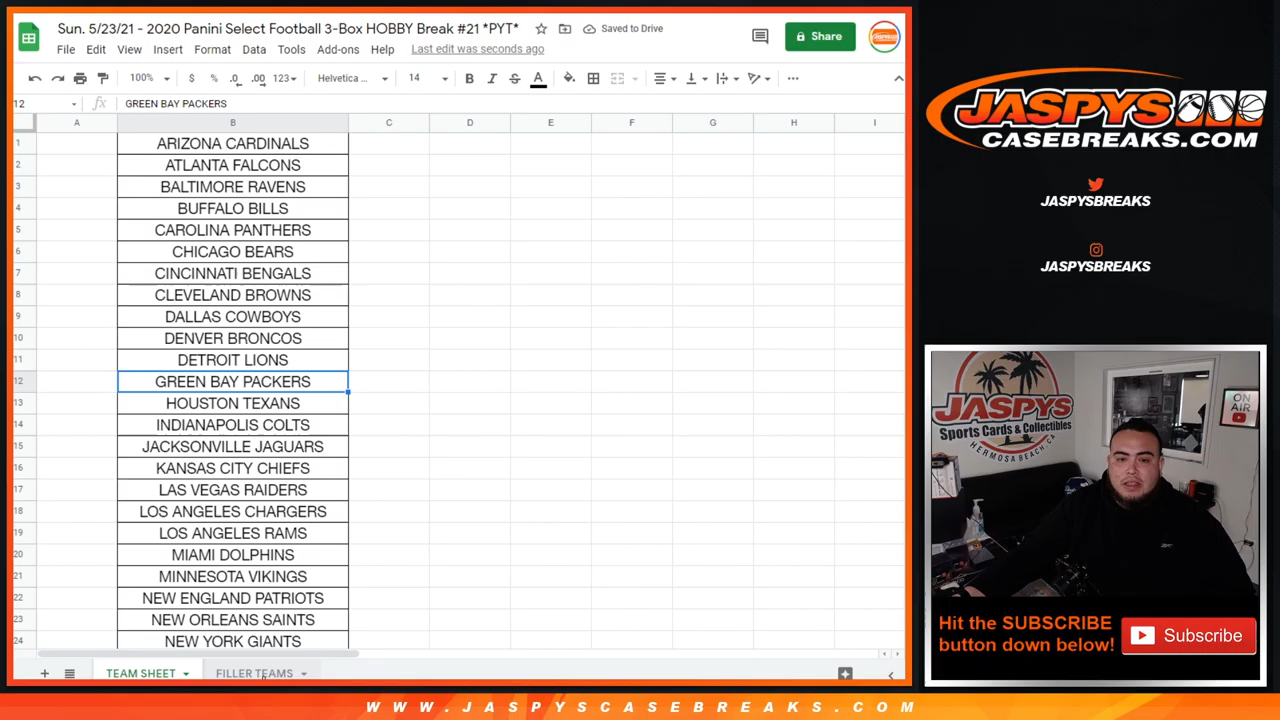 Sun. 5/23/21 - 2020 Panini Select Football 3-Box HOBBY Break #21 *PYT*
Saved to Drive
Share
File Edit View Insert Format Data Tools Add-ons Help Last edit was seconds ago
100% $ % .0 .00 123 Helvetica ... 14 B I S A
12 fx GREEN BAY PACKERS
A B C D E F G H I
1 ARIZONA CARDINALS
2 ATLANTA FALCONS
3 BALTIMORE RAVENS
4 BUFFALO BILLS
5 CAROLINA PANTHERS
6 CHICAGO BEARS
7 CINCINNATI BENGALS
8 CLEVELAND BROWNS
9 DALLAS COWBOYS
10 DENVER BRONCOS
11 DETROIT LIONS
12 GREEN BAY PACKERS
13 HOUSTON TEXANS
14 INDIANAPOLIS COLTS
15 JACKSONVILLE JAGUARS
16 KANSAS CITY CHIEFS
17 LAS VEGAS RAIDERS
18 LOS ANGELES CHARGERS
19 LOS ANGELES RAMS
20 MIAMI DOLPHINS
21 MINNESOTA VIKINGS
22 NEW ENGLAND PATRIOTS
23 NEW ORLEANS SAINTS
24 NEW YORK GIANTS
TEAM SHEET FILLER TEAMS
JASPYS
CASEBREAKS.COM
JASPYSBREAKS
JASPYSBREAKS
JASPYS
Sports Cards & Collectibles
HERMOSA BEACH, CA
ON
AIR
Hit the SUBSCRIBE
button down below!
Subscribe
WWW.JASPYSCASEBREAKS.COM